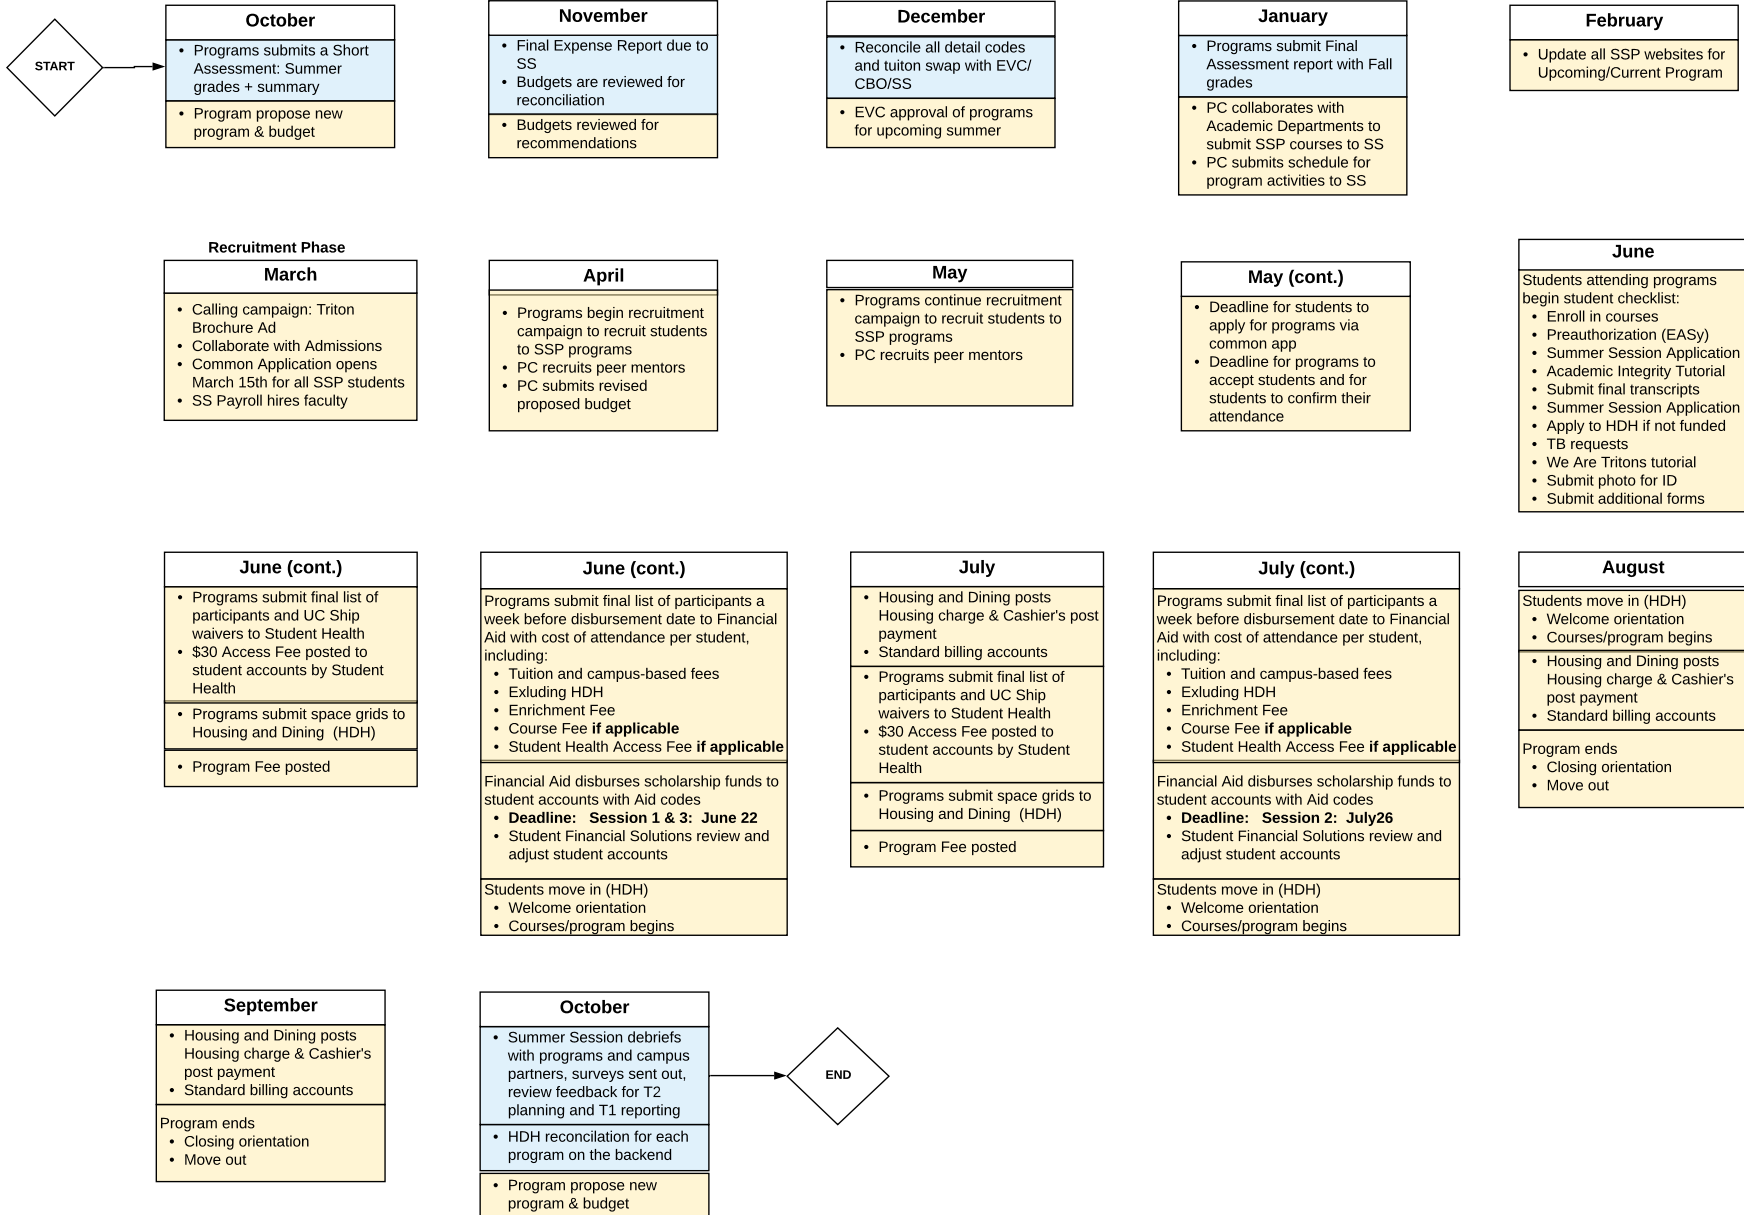 START
October
• Programs submits a Short
Assessment: Summer
grades + summary
• Program propose new
program & budget
November
• Final Expense Report due to
SS
• Budgets are reviewed for
reconciliation
• Budgets reviewed for
recommendations
December
• Reconcile all detail codes
and tuiton swap with EVC/
CBO/SS
• EVC approval of programs
for upcoming summer
January
• Programs submit Final
Assessment report with Fall
grades
• PC collaborates with
Academic Departments to
submit SSP courses to SS
• PC submits schedule for
program activities to SS
February
• Update all SSP websites for
Upcoming/Current Program
Recruitment Phase
March
• Calling campaign: Triton
Brochure Ad
• Collaborate with Admissions
• Common Application opens
March 15th for all SSP students
• SS Payroll hires faculty
April
• Programs begin recruitment
campaign to recruit students
to SSP programs
• PC recruits peer mentors
• PC submits revised
proposed budget
May
• Programs continue recruitment
campaign to recruit students to
SSP programs
• PC recruits peer mentors
May (cont.)
• Deadline for students to
apply for programs via
common app
• Deadline for programs to
accept students and for
students to confirm their
attendance
June
Students attending programs
begin student checklist:
• Enroll in courses
• Preauthorization (EASy)
• Summer Session Application
• Academic Integrity Tutorial
• Submit final transcripts
• Summer Session Application
• Apply to HDH if not funded
• TB requests
• We Are Tritons tutorial
• Submit photo for ID
• Submit additional forms
June (cont.)
• Programs submit final list of
participants and UC Ship
waivers to Student Health
• $30 Access Fee posted to
student accounts by Student
Health
• Programs submit space grids to
Housing and Dining (HDH)
• Program Fee posted
June (cont.)
Programs submit final list of participants a
week before disbursement date to Financial
Aid with cost of attendance per student,
including:
• Tuition and campus-based fees
• Exluding HDH
• Enrichment Fee
• Course Fee if applicable
• Student Health Access Fee if applicable
Financial Aid disburses scholarship funds to
student accounts with Aid codes
• Deadline: Session 1 & 3: June 22
• Student Financial Solutions review and
adjust student accounts
Students move in (HDH)
• Welcome orientation
• Courses/program begins
July
• Housing and Dining posts
Housing charge & Cashier's post
payment
• Standard billing accounts
• Programs submit final list of
participants and UC Ship
waivers to Student Health
• $30 Access Fee posted to
student accounts by Student
Health
• Programs submit space grids to
Housing and Dining (HDH)
• Program Fee posted
July (cont.)
Programs submit final list of participants a
week before disbursement date to Financial
Aid with cost of attendance per student,
including:
• Tuition and campus-based fees
• Exluding HDH
• Enrichment Fee
• Course Fee if applicable
• Student Health Access Fee if applicable
Financial Aid disburses scholarship funds to
student accounts with Aid codes
• Deadline: Session 2: July26
• Student Financial Solutions review and
adjust student accounts
Students move in (HDH)
• Welcome orientation
• Courses/program begins
August
Students move in (HDH)
• Welcome orientation
• Courses/program begins
• Housing and Dining posts
Housing charge & Cashier's
post payment
• Standard billing accounts
Program ends
• Closing orientation
• Move out
September
• Housing and Dining posts
Housing charge & Cashier's
post payment
• Standard billing accounts
Program ends
• Closing orientation
• Move out
October
• Summer Session debriefs
with programs and campus
partners, surveys sent out,
review feedback for T2
planning and T1 reporting
• HDH reconcilation for each
program on the backend
• Program propose new
program & budget
END